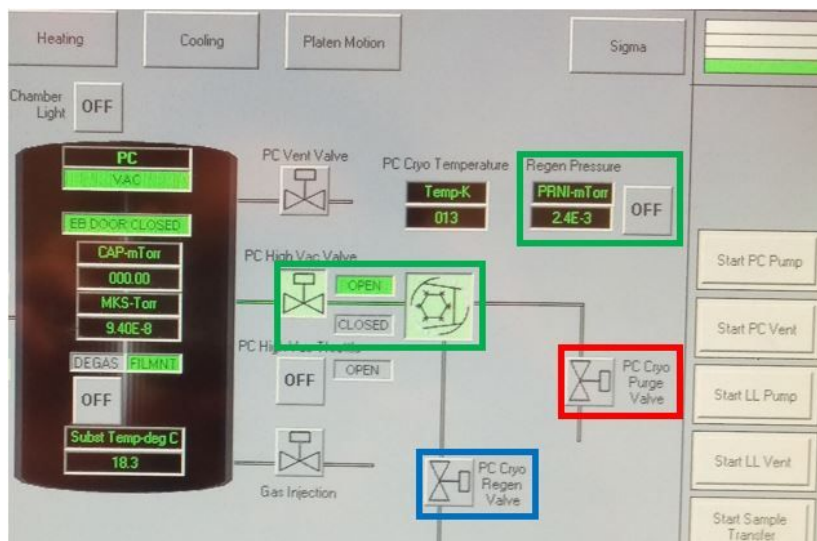 Heating
Cooling
Platen Motion
Sigma
Chamber
Light
OFF
PC
VAC
EB DOOR CLOSED
CAP-mTorr
000.00
MKS-Torr
9.40E-8
DEGAS FILMNT
OFF
Subst Temp-deg C
18.3
PC Vent Valve
PC Cryo Temperature
Temp-K
013
Regen Pressure
PRNI-mTorr
2.4E-3
OFF
PC High Vac Valve
OPEN
CLOSED
PC High Vac Throttle
OFF
OPEN
Gas Injection
PC Cryo
Purge
Valve
PC Cryo
Regen
Valve
Start PC Pump
Start PC Vent
Start LL Pump
Start LL Vent
Start Sample
Transfer